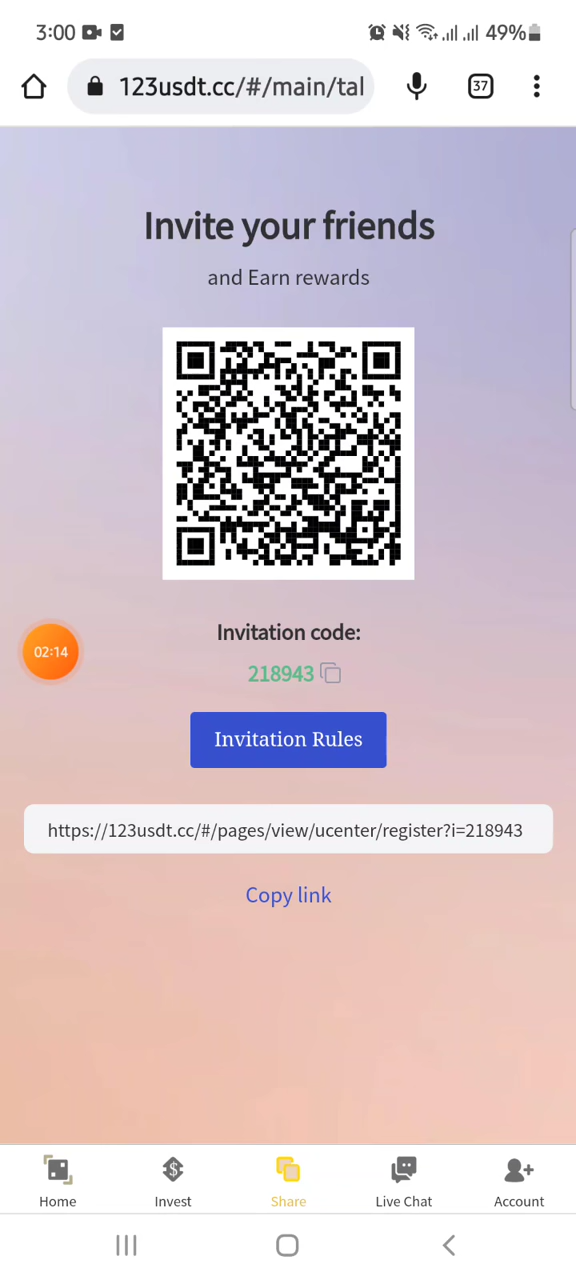 3:00 49%
123usdt.cc/#/main/tal 37
Invite your friends
and Earn rewards
Invitation code:
02:14
218943
Invitation Rules
https://123usdt.cc/#/pages/view/ucenter/register?i=218943
Copy link
Home Invest Share Live Chat Account